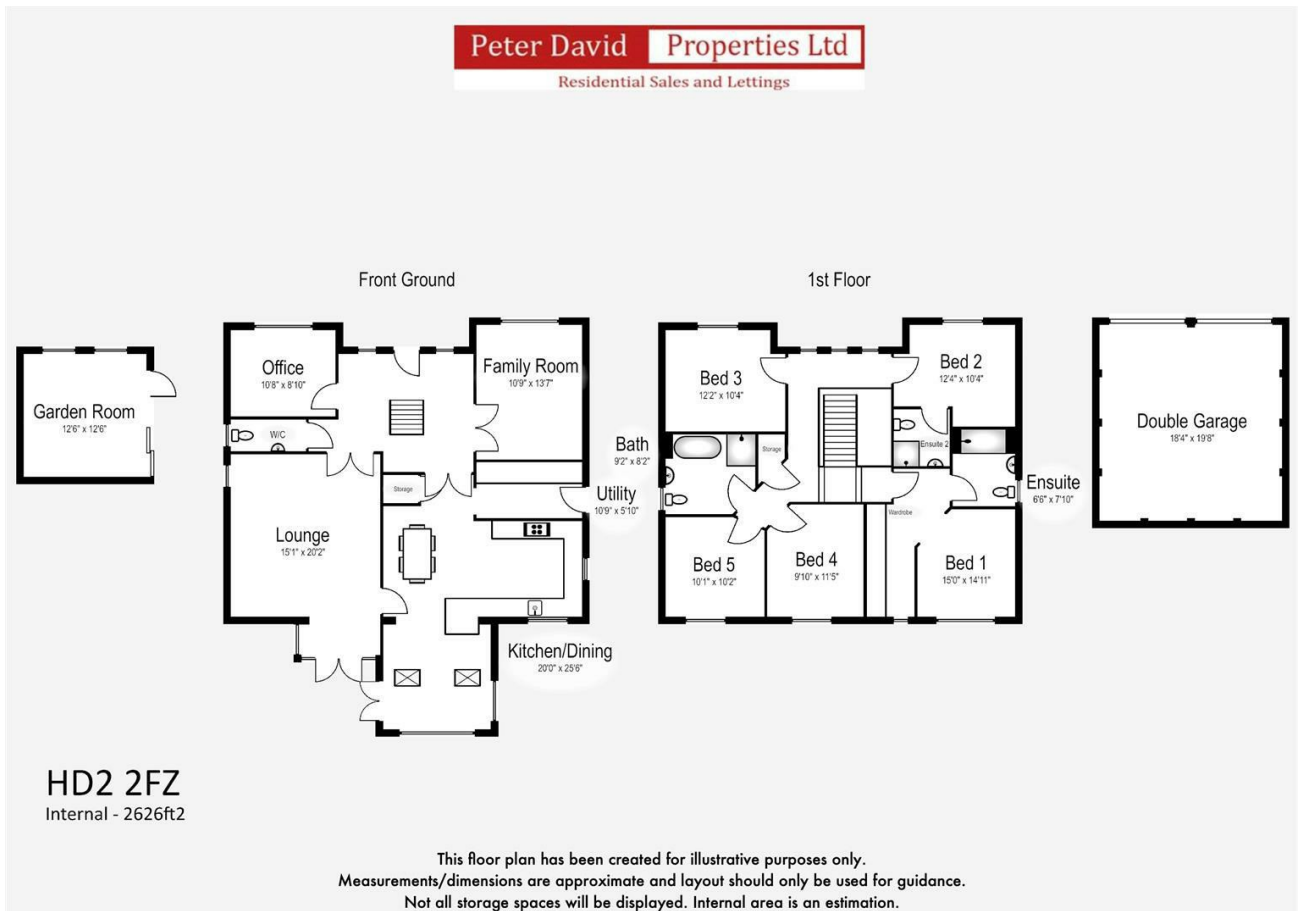 Peter David Properties Ltd
Residential Sales and Lettings
Front Ground
1st Floor
Office
10'8" x 8'10"
Family Room
10'9" x 13'7"
Garden Room
12'6" x 12'6"
W/C
Storage
Lounge
15'1" x 20'2"
Utility
10'9" x 5'10"
Kitchen/Dining
20'0" x 25'6"
Bed 3
12'2" x 10'4"
Bed 2
12'4" x 10'4"
Bath
9'2" x 8'2"
Storage
Ensuite 2
Ensuite
6'6" x 7'10"
Wardrobe
Bed 5
10'1" x 10'2"
Bed 4
9'10" x 11'5"
Bed 1
15'0" x 14'11"
Double Garage
18'4" x 19'8"
HD2 2FZ
Internal - 2626ft2
This floor plan has been created for illustrative purposes only.
Measurements/dimensions are approximate and layout should only be used for guidance.
Not all storage spaces will be displayed. Internal area is an estimation.